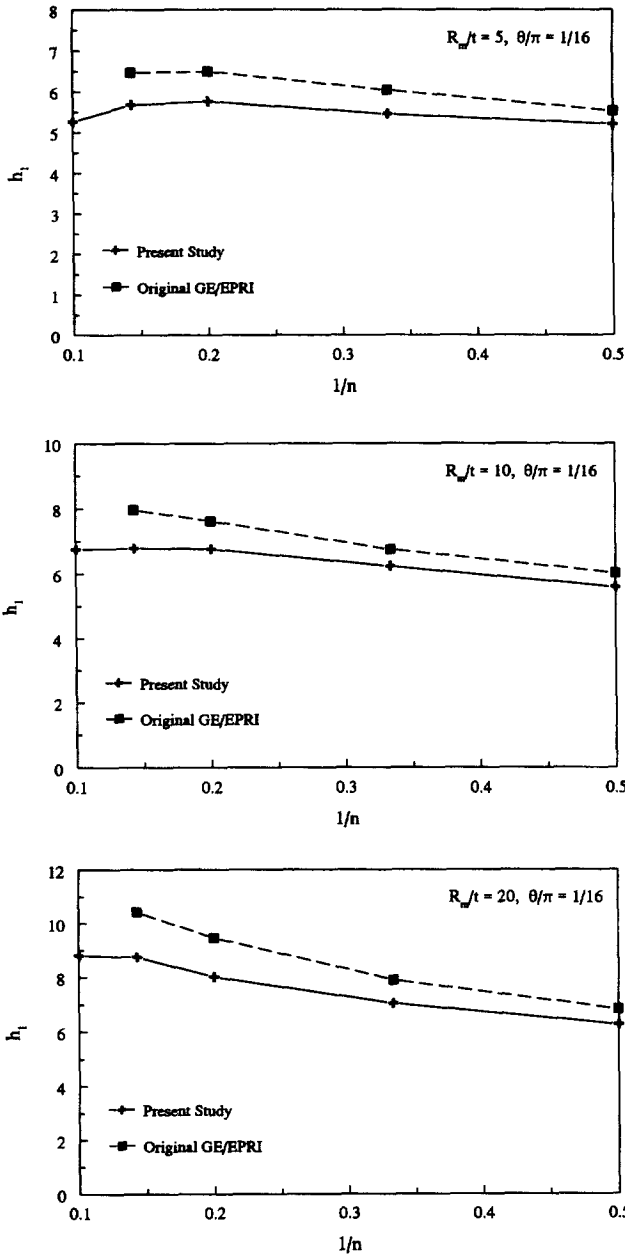 8
R_m/t = 5, θ/π = 1/16
7
6
5
h₁
4
3
Present Study
2
Original GE/EPRI
1
0
0.1 0.2 0.3 0.4 0.5
1/n
10
R_m/t = 10, θ/π = 1/16
8
6
h₁
4
Present Study
2
Original GE/EPRI
0
0.1 0.2 0.3 0.4 0.5
1/n
12
R_m/t = 20, θ/π = 1/16
10
8
h₁
6
4
Present Study
2
Original GE/EPRI
0
0.1 0.2 0.3 0.4 0.5
1/n